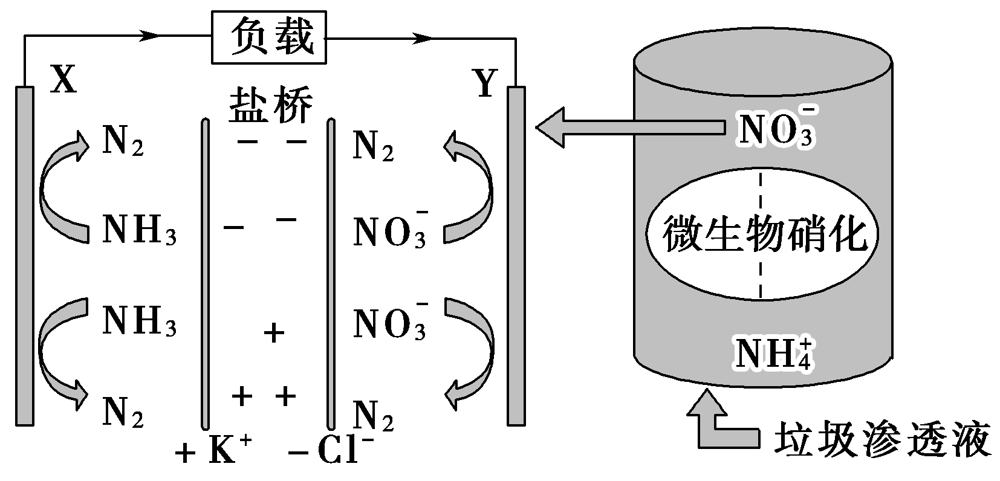 负载
X
Y
盐桥
N₂
NH₃
NH₃
N₂
− −
− −
+
+ +
N₂
NO₃⁻
NO₃⁻
N₂
+K⁺ −Cl⁻
NO₃⁻
微生物硝化
NH₄⁺
垃圾渗透液